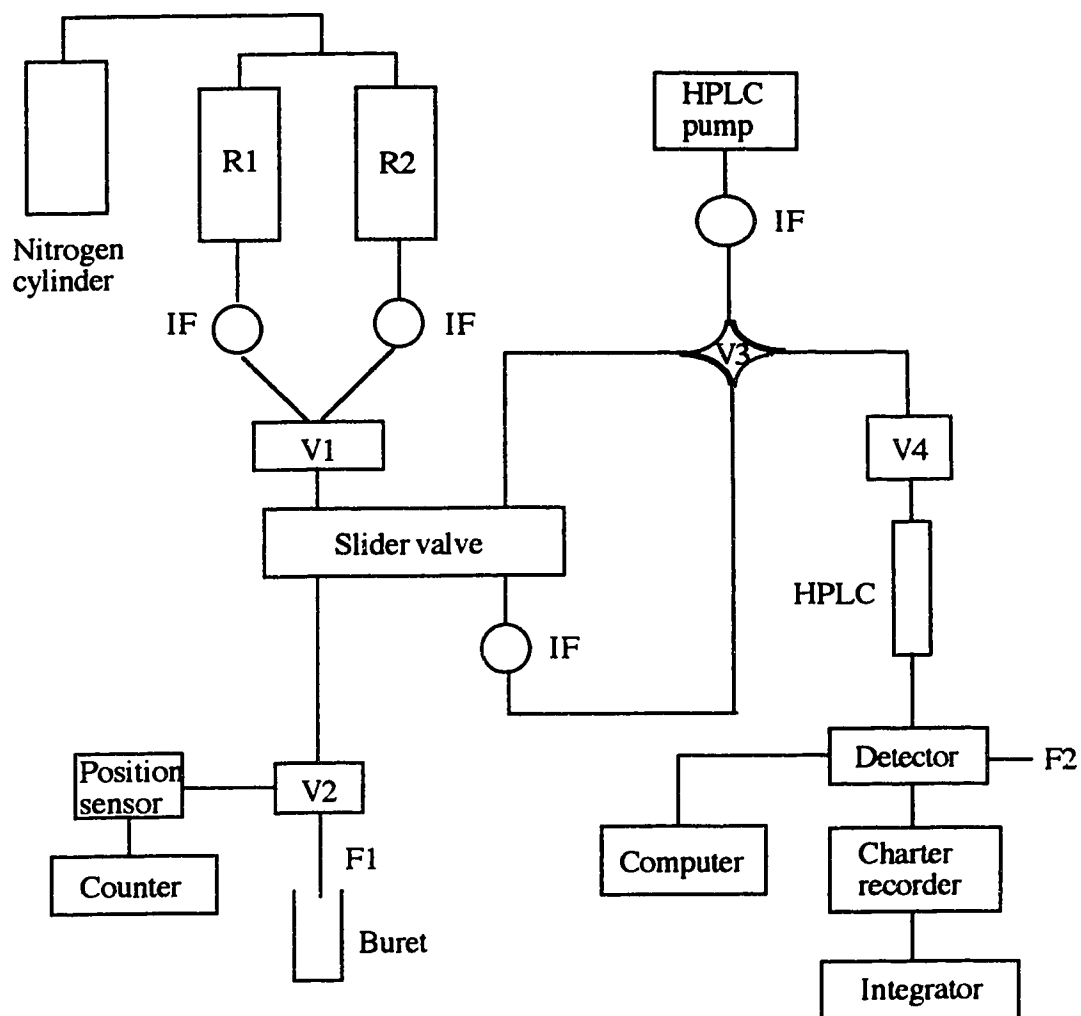 HPLC
pump
R1
R2
IF
Nitrogen
cylinder
IF
IF
V3
V1
V4
Slider valve
HPLC
IF
Position
sensor
V2
Detector
F2
F1
Computer
Charter
recorder
Counter
Buret
Integrator